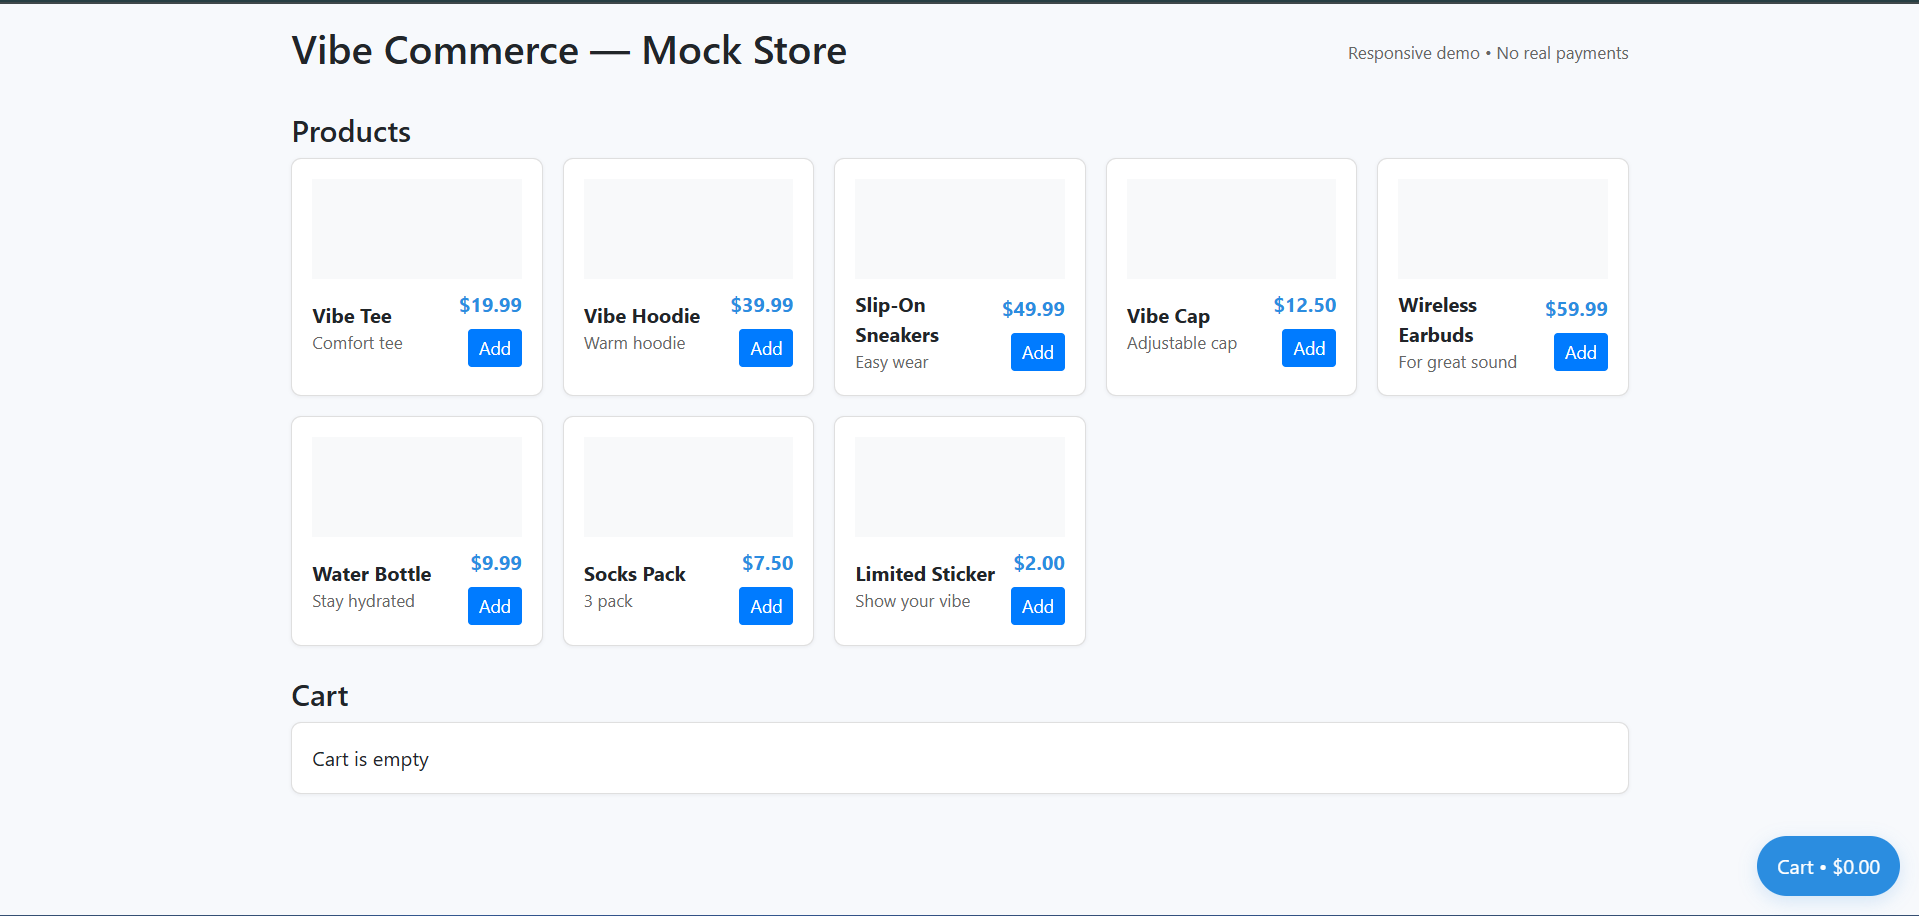 Vibe Commerce — Mock Store
Responsive demo • No real payments
Products
Vibe Tee
Comfort tee
$19.99
Add
Vibe Hoodie
Warm hoodie
$39.99
Add
Slip-On
Sneakers
Easy wear
$49.99
Add
Vibe Cap
Adjustable cap
$12.50
Add
Wireless
Earbuds
For great sound
$59.99
Add
Water Bottle
Stay hydrated
$9.99
Add
Socks Pack
3 pack
$7.50
Add
Limited Sticker
Show your vibe
$2.00
Add
Cart
Cart is empty
Cart • $0.00